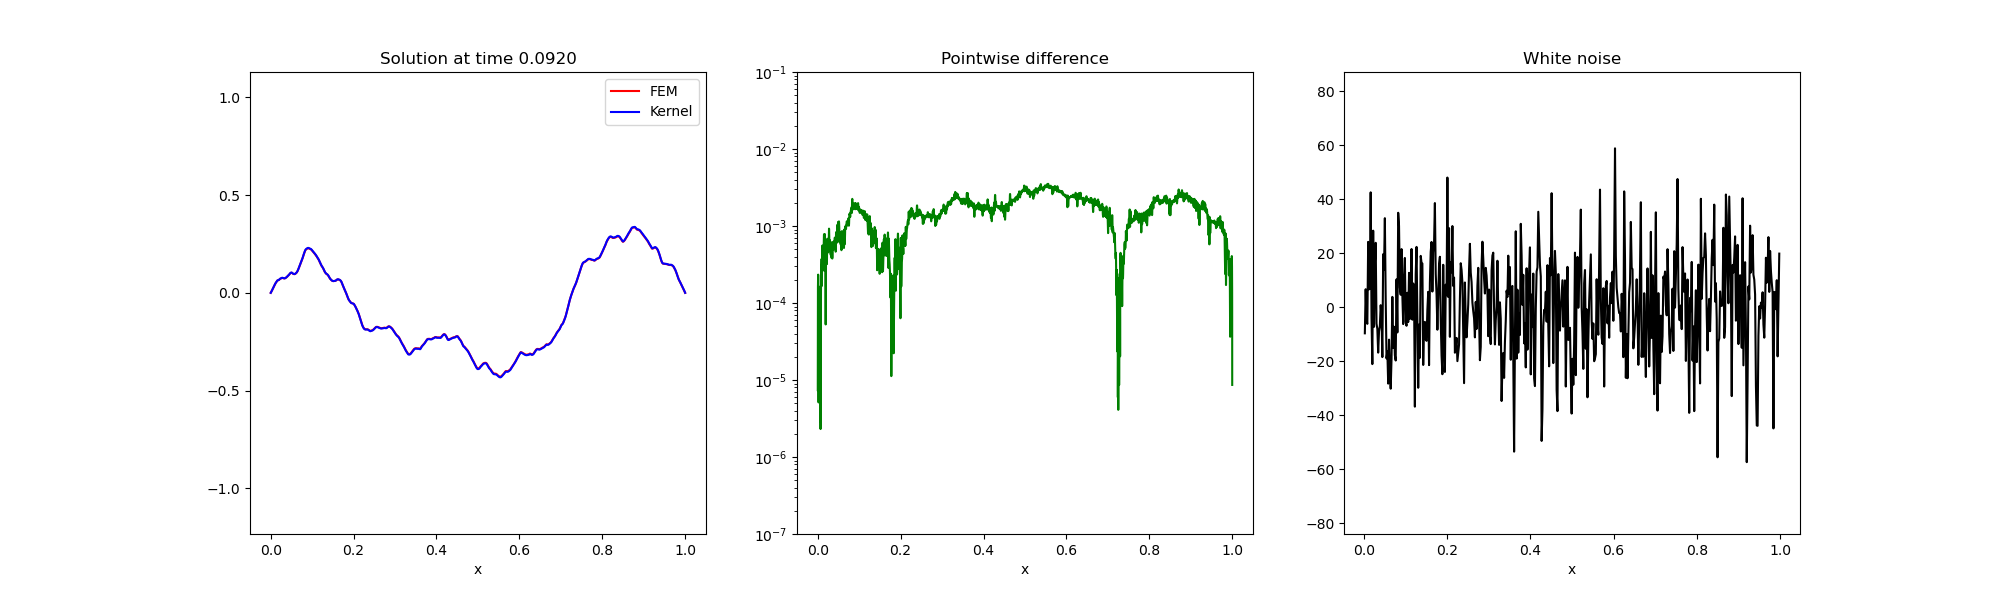 Solution at time 0.0920
FEM
Kernel
1.0
0.5
0.0
−0.5
−1.0
0.0 0.2 0.4 0.6 0.8 1.0
x
Pointwise difference
10⁻¹
10⁻²
10⁻³
10⁻⁴
10⁻⁵
10⁻⁶
10⁻⁷
0.0 0.2 0.4 0.6 0.8 1.0
x
White noise
80
60
40
20
0
−20
−40
−60
−80
0.0 0.2 0.4 0.6 0.8 1.0
x